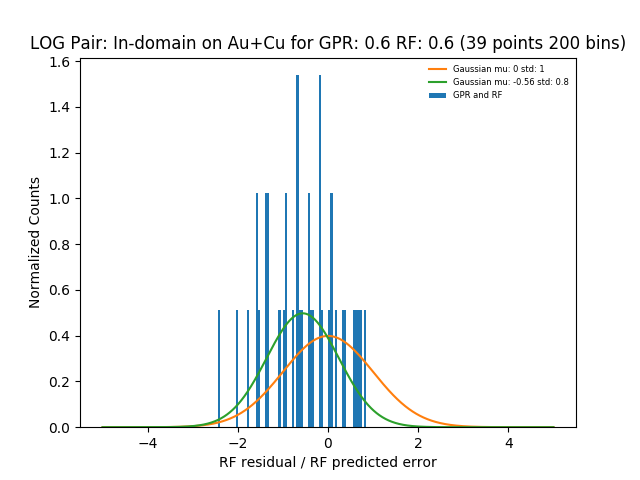 LOG Pair: In-domain on Au+Cu for GPR: 0.6 RF: 0.6 (39 points 200 bins)
Gaussian mu: 0 std: 1
Gaussian mu: -0.56 std: 0.8
GPR and RF
Normalized Counts
1.6
1.4
1.2
1.0
0.8
0.6
0.4
0.2
0.0
−4
−2
0
2
4
RF residual / RF predicted error